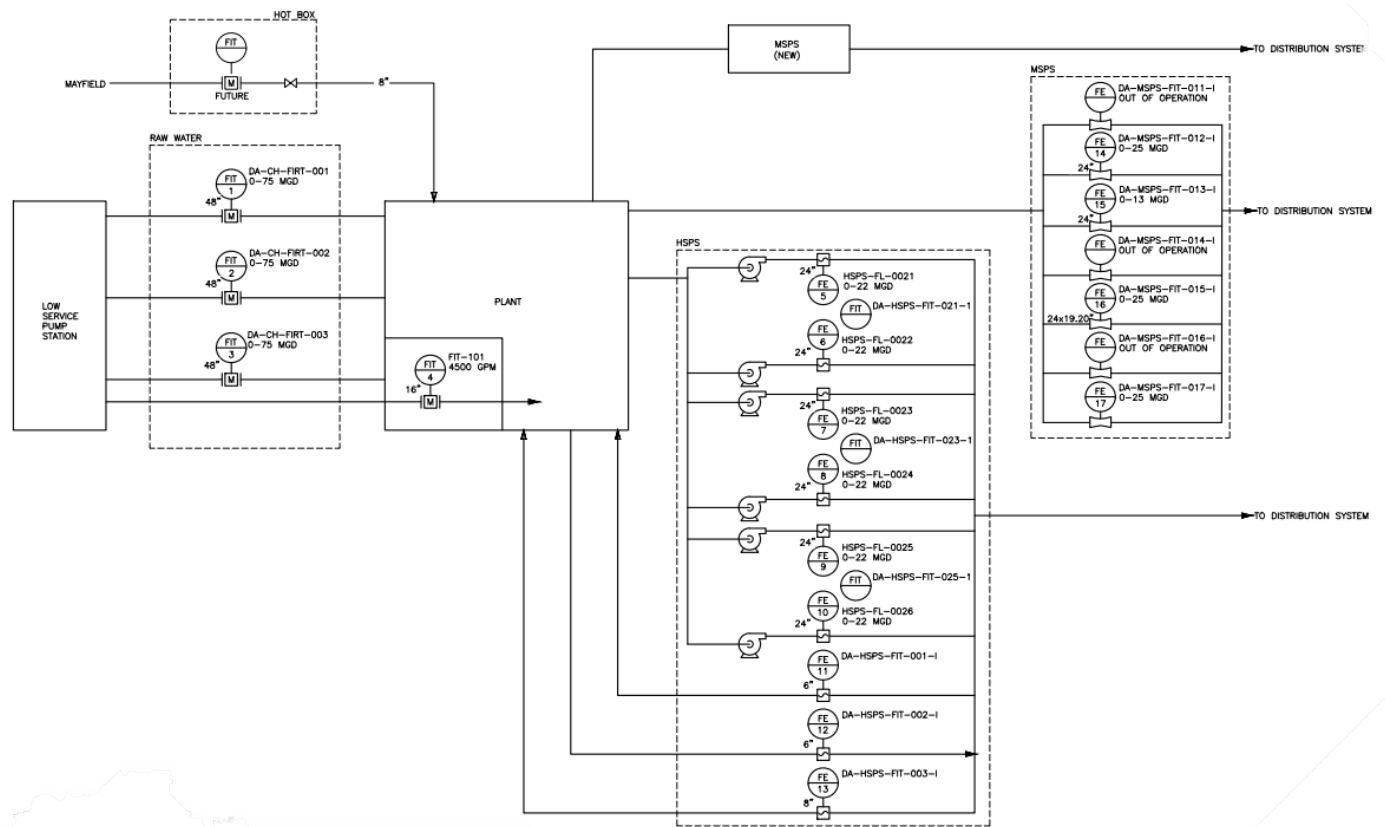 HOT BOX
FIT
M
FUTURE
MAYFIELD
8"
MSPS
(NEW)
TO DISTRIBUTION SYSTEM
RAW WATER
FIT
1
DA-CH-FIRT-001
0-75 MGD
48"
M
FIT
2
DA-CH-FIRT-002
0-75 MGD
48"
M
FIT
3
DA-CH-FIRT-003
0-75 MGD
48"
M
LOW
SERVICE
PUMP
STATION
PLANT
FIT
4
FIT-101
4500 GPM
16"
M
HSPS
24"
FE
5
HSPS-FL-0021
0-22 MGD
FIT
DA-HSPS-FIT-021-1
FE
6
HSPS-FL-0022
0-22 MGD
24"
24"
FE
7
HSPS-FL-0023
0-22 MGD
FIT
DA-HSPS-FIT-023-1
FE
8
HSPS-FL-0024
0-22 MGD
24"
24"
FE
9
HSPS-FL-0025
0-22 MGD
FIT
DA-HSPS-FIT-025-1
FE
10
HSPS-FL-0026
0-22 MGD
24"
FE
11
DA-HSPS-FIT-001-I
6"
FE
12
DA-HSPS-FIT-002-I
6"
FE
13
DA-HSPS-FIT-003-I
8"
TO DISTRIBUTION SYSTEM
MSPS
FE
DA-MSPS-FIT-011-I
OUT OF OPERATION
FE
14
DA-MSPS-FIT-012-I
0-25 MGD
24"
FE
15
DA-MSPS-FIT-013-I
0-13 MGD
24"
FE
DA-MSPS-FIT-014-I
OUT OF OPERATION
FE
16
DA-MSPS-FIT-015-I
0-25 MGD
24x19.20"
FE
DA-MSPS-FIT-016-I
OUT OF OPERATION
FE
17
DA-MSPS-FIT-017-I
0-25 MGD
TO DISTRIBUTION SYSTEM